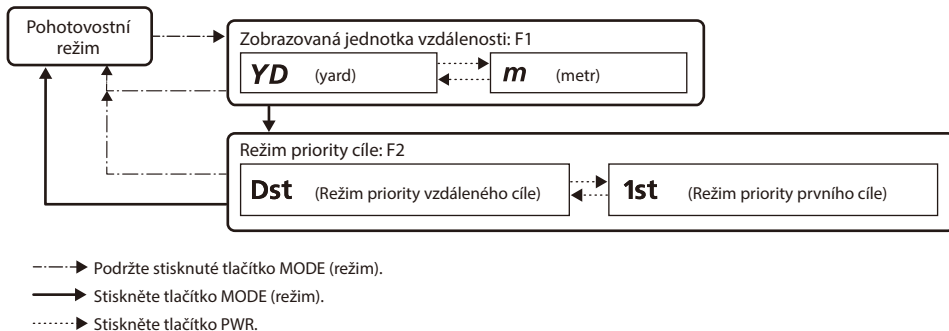 Pohotovostní
režim
Zobrazovaná jednotka vzdálenosti: F1
YD (yard)
m (metr)
Režim priority cíle: F2
Dst (Režim priority vzdáleného cíle)
1st (Režim priority prvního cíle)
Podržte stisknuté tlačítko MODE (režim).
Stiskněte tlačítko MODE (režim).
Stiskněte tlačítko PWR.